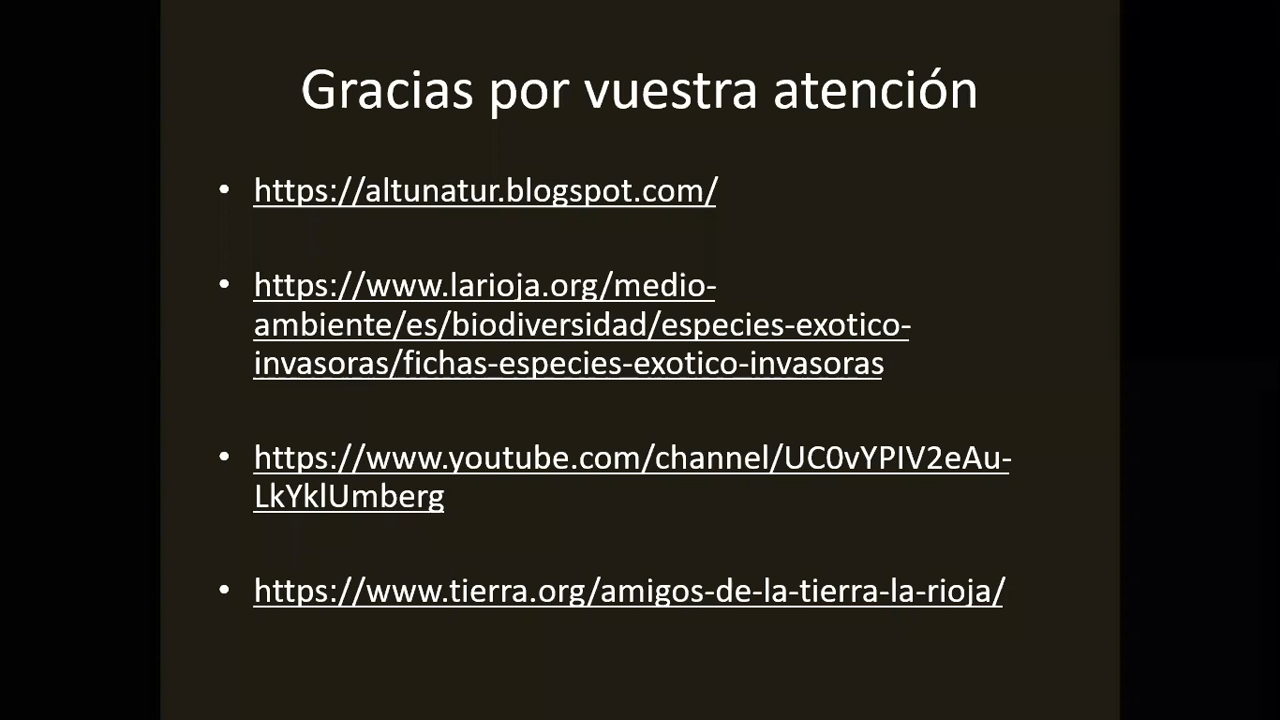 Gracias por vuestra atención
• https://altunatur.blogspot.com/
• https://www.larioja.org/medio-
ambiente/es/biodiversidad/especies-exotico-
invasoras/fichas-especies-exotico-invasoras
• https://www.youtube.com/channel/UC0vYPIV2eAu-
LkYklUmberg
• https://www.tierra.org/amigos-de-la-tierra-la-rioja/